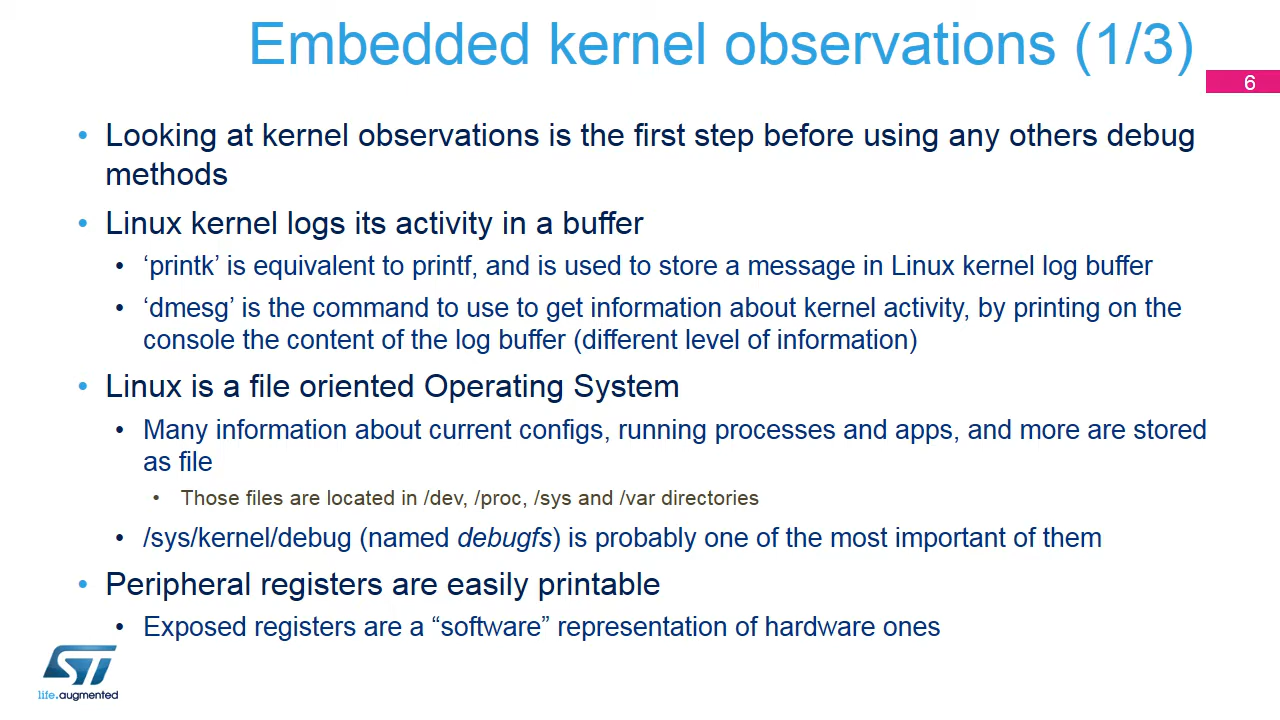 Embedded kernel observations (1/3)
6
• Looking at kernel observations is the first step before using any others debug
methods
• Linux kernel logs its activity in a buffer
• ‘printk’ is equivalent to printf, and is used to store a message in Linux kernel log buffer
• ‘dmesg’ is the command to use to get information about kernel activity, by printing on the
console the content of the log buffer (different level of information)
• Linux is a file oriented Operating System
• Many information about current configs, running processes and apps, and more are stored
as file
• Those files are located in /dev, /proc, /sys and /var directories
• /sys/kernel/debug (named debugfs) is probably one of the most important of them
• Peripheral registers are easily printable
• Exposed registers are a “software” representation of hardware ones
ST
life.augmented